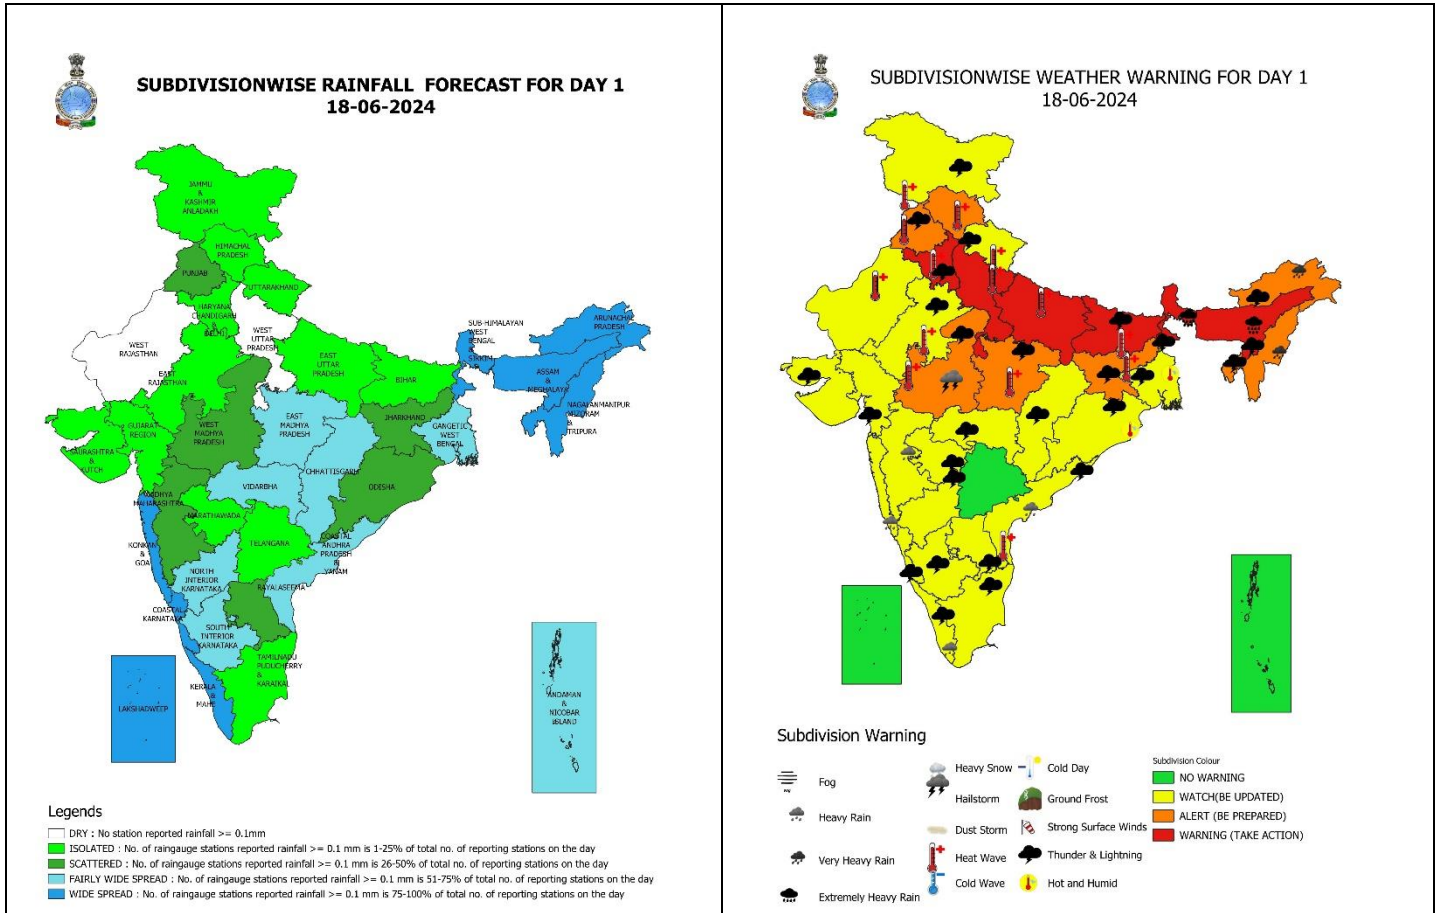 SUBDIVISIONWISE RAINFALL FORECAST FOR DAY 1
18-06-2024
JAMMU
&
KASHMIR
ANLADAKH
HIMACHAL
PRADESH
PUNJAB
UTTARAKHAND
HARYANA
CHANDIGARH
&
DELHI
WEST
UTTAR
PRADESH
WEST
RAJASTHAN
EAST
RAJASTHAN
EAST
UTTAR
PRADESH
BIHAR
SUB-HIMALAYAN
WEST
BENGAL
&
SIKKIM
ARUNACHAL
PRADESH
ASSAM
&
MEGHALAYA
NAGALANMANIPUR
MIZORAM
&
TRIPURA
GUJARAT
REGION
SAURASHTRA
&
KUTCH
WEST
MADHYA
PRADESH
EAST
MADHYA
PRADESH
JHARKHAND
GANGETIC
WEST
BENGAL
CHHATTISGARH
VIDARBHA
ODISHA
MADHYA
MAHARASHTRA
MARATHAWADA
TELANGANA
KONKAN
&
GOA
COASTAL
ANDHRA
PRADESH
&
YANAM
NORTH
INTERIOR
KARNATAKA
RAYALASEEMA
COASTAL
KARNATAKA
SOUTH
INTERIOR
KARNATAKA
TAMILNADU
PUDUCHERRY
&
KARAIKAL
KERALA
&
MAHE
LAKSHADWEEP
ANDAMAN
&
NICOBAR
ISLAND
Legends
DRY : No station reported rainfall >= 0.1mm
ISOLATED : No. of raingauge stations reported rainfall >= 0.1 mm is 1-25% of total no. of reporting stations on the day
SCATTERED : No. of raingauge stations reported rainfall >= 0.1 mm is 26-50% of total no. of reporting stations on the day
FAIRLY WIDE SPREAD : No. of raingauge stations reported rainfall >= 0.1 mm is 51-75% of total no. of reporting stations on the day
WIDE SPREAD : No. of raingauge stations reported rainfall >= 0.1 mm is 75-100% of total no. of reporting stations on the day
SUBDIVISIONWISE WEATHER WARNING FOR DAY 1
18-06-2024
Subdivision Warning
Fog
Heavy Rain
Very Heavy Rain
Extremely Heavy Rain
Heavy Snow
Hailstorm
Dust Storm
Heat Wave
Cold Wave
Cold Day
Ground Frost
Strong Surface Winds
Thunder & Lightning
Hot and Humid
Subdivision Colour
NO WARNING
WATCH(BE UPDATED)
ALERT (BE PREPARED)
WARNING (TAKE ACTION)